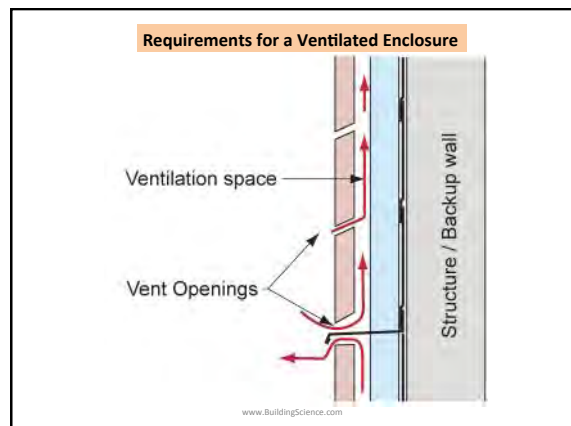 Requirements for a Ventilated Enclosure
Ventilation space
Vent Openings
Structure / Backup wall
www.BuildingScience.com